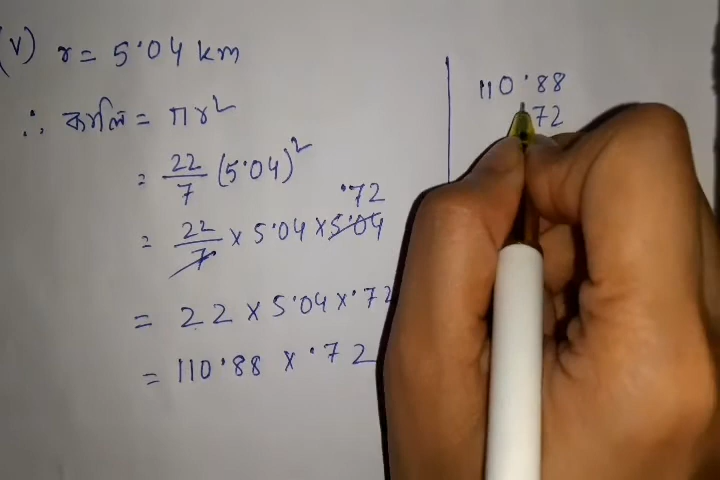 (v) r = 5.04 km
∴ কালি = πr²
= 22/7 (5.04)²
.72
= 22/7 × 5.04 × 5.04
= 22 × 5.04 × .72
= 110.88 × .72
110.88
72